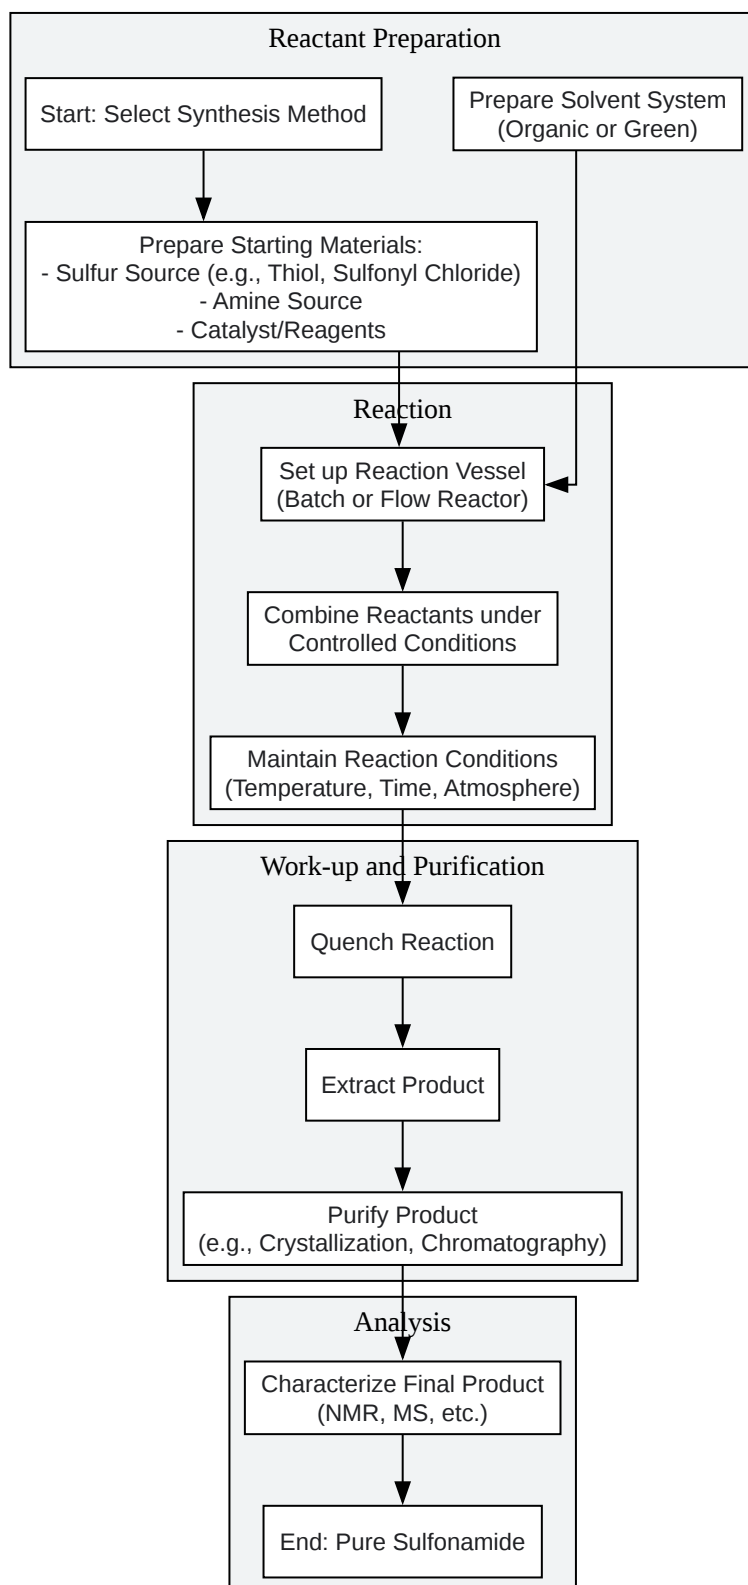 Reactant Preparation
Start: Select Synthesis Method
Prepare Solvent System
(Organic or Green)
Prepare Starting Materials:
- Sulfur Source (e.g., Thiol, Sulfonyl Chloride)
- Amine Source
- Catalyst/Reagents
Reaction
Set up Reaction Vessel
(Batch or Flow Reactor)
Combine Reactants under
Controlled Conditions
Maintain Reaction Conditions
(Temperature, Time, Atmosphere)
Work-up and Purification
Quench Reaction
Extract Product
Purify Product
(e.g., Crystallization, Chromatography)
Analysis
Characterize Final Product
(NMR, MS, etc.)
End: Pure Sulfonamide